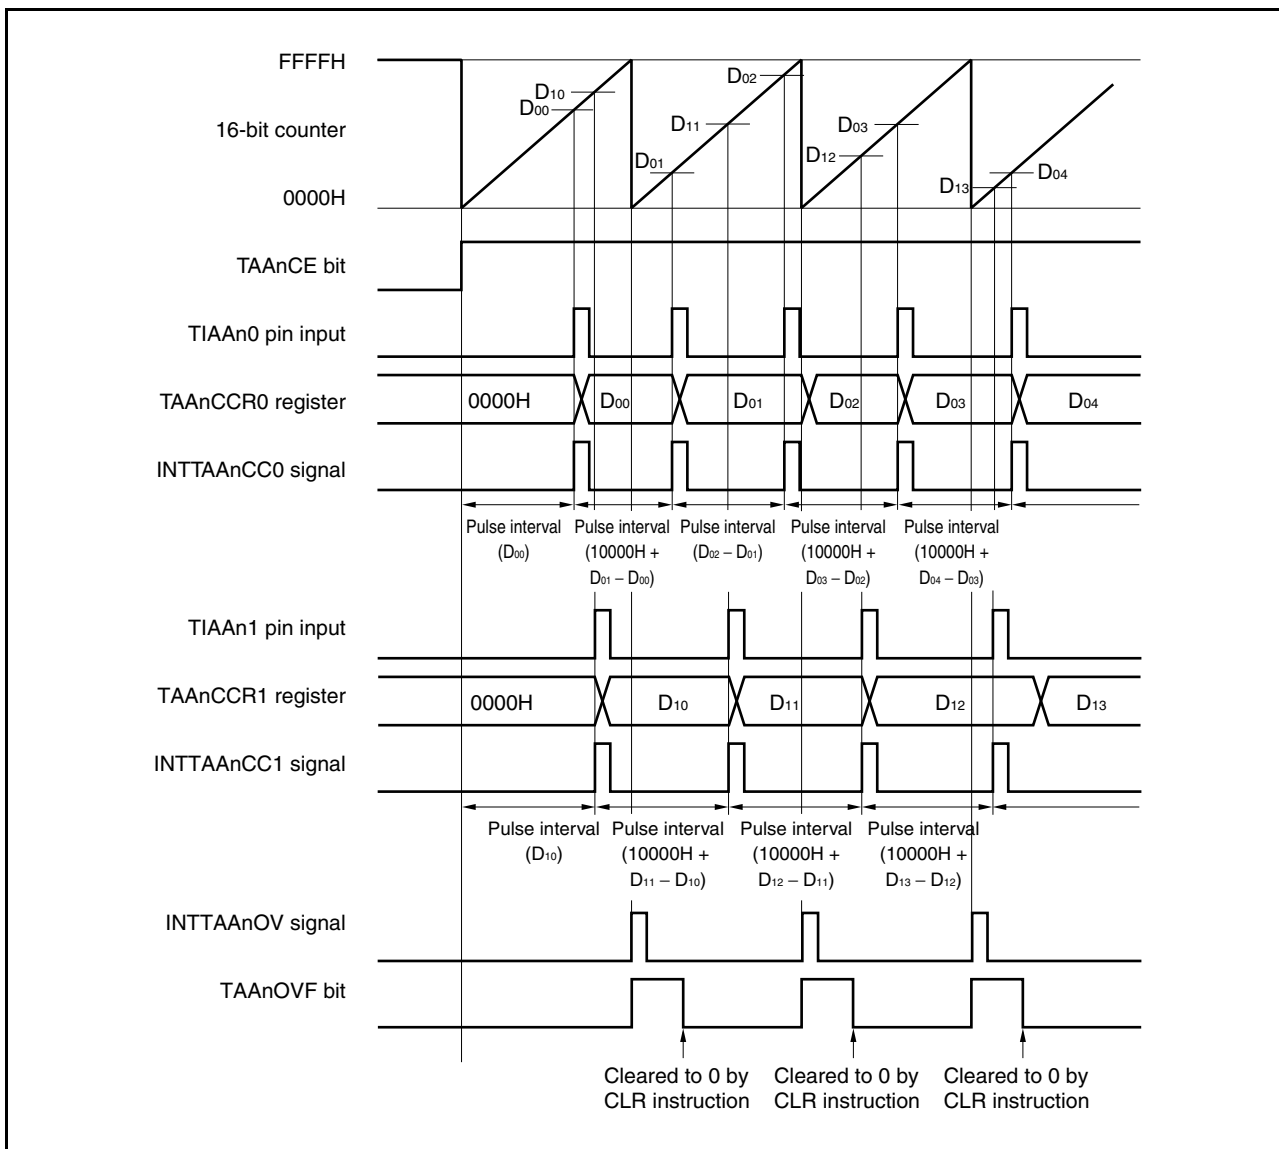 FFFFH
D10
D00
D02
16-bit counter
D11
D03
D12
D01
D13
D04
0000H
TAAnCE bit
TIAAn0 pin input
TAAnCCR0 register
0000H
D00
D01
D02
D03
D04
INTTAAnCC0 signal
Pulse interval
(D00)
Pulse interval
(10000H +
D01 – D00)
Pulse interval
(D02 – D01)
Pulse interval
(10000H +
D03 – D02)
Pulse interval
(10000H +
D04 – D03)
TIAAn1 pin input
TAAnCCR1 register
0000H
D10
D11
D12
D13
INTTAAnCC1 signal
Pulse interval
(D10)
Pulse interval
(10000H +
D11 – D10)
Pulse interval
(10000H +
D12 – D11)
Pulse interval
(10000H +
D13 – D12)
INTTAAnOV signal
TAAnOVF bit
Cleared to 0 by
CLR instruction
Cleared to 0 by
CLR instruction
Cleared to 0 by
CLR instruction